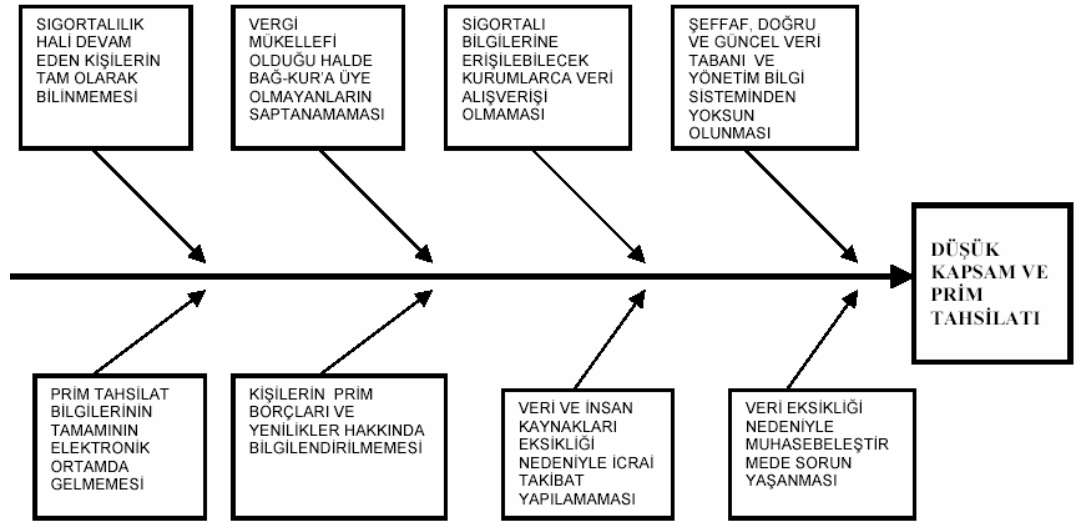 SIGORTALILIK
HALİ DEVAM
EDEN KİŞİLERİN
TAM OLARAK
BİLİNMEMESİ
VERGİ
MÜKELLEFİ
OLDUĞU HALDE
BAĞ-KUR'A ÜYE
OLMAYANLARIN
SAPTANAMAMASI
SİGORTALI
BİLGİLERİNE
ERİŞİLEBİLECEK
KURUMLARCA VERİ
ALIŞVERİŞİ
OLMAMASI
ŞEFFAF, DOĞRU
VE GÜNCEL VERİ
TABANI VE
YÖNETİM BİLGİ
SİSTEMİNDEN
YOKSUN
OLUNMASI
DÜŞÜK
KAPSAM VE
PRİM
TAHSİLATI
PRİM TAHSİLAT
BİLGİLERİNİN
TAMAMININ
ELEKTRONİK
ORTAMDA
GELMEMESİ
KİŞİLERİN PRİM
BORÇLARI VE
YENİLİKLER HAKKINDA
BİLGİLENDİRİLMEMESİ
VERİ VE İNSAN
KAYNAKLARI
EKSİKLİĞİ
NEDENİYLE İCRAİ
TAKİBAT
YAPILAMAMASI
VERİ EKSİKLİĞİ
NEDENİYLE
MUHASEBELEŞTİR
MEDE SORUN
YAŞANMASI